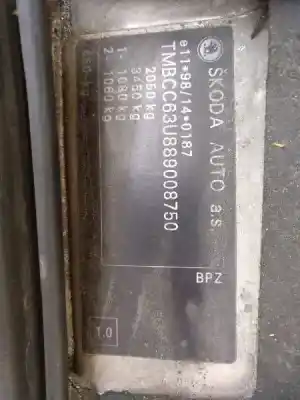 ŠKODA AUTO a.s.
e11*98/14*0187
TMBCC63U889008750
2050 kg
3450 kg
1- 1080 kg
2- 1060 kg
BPZ
1.0